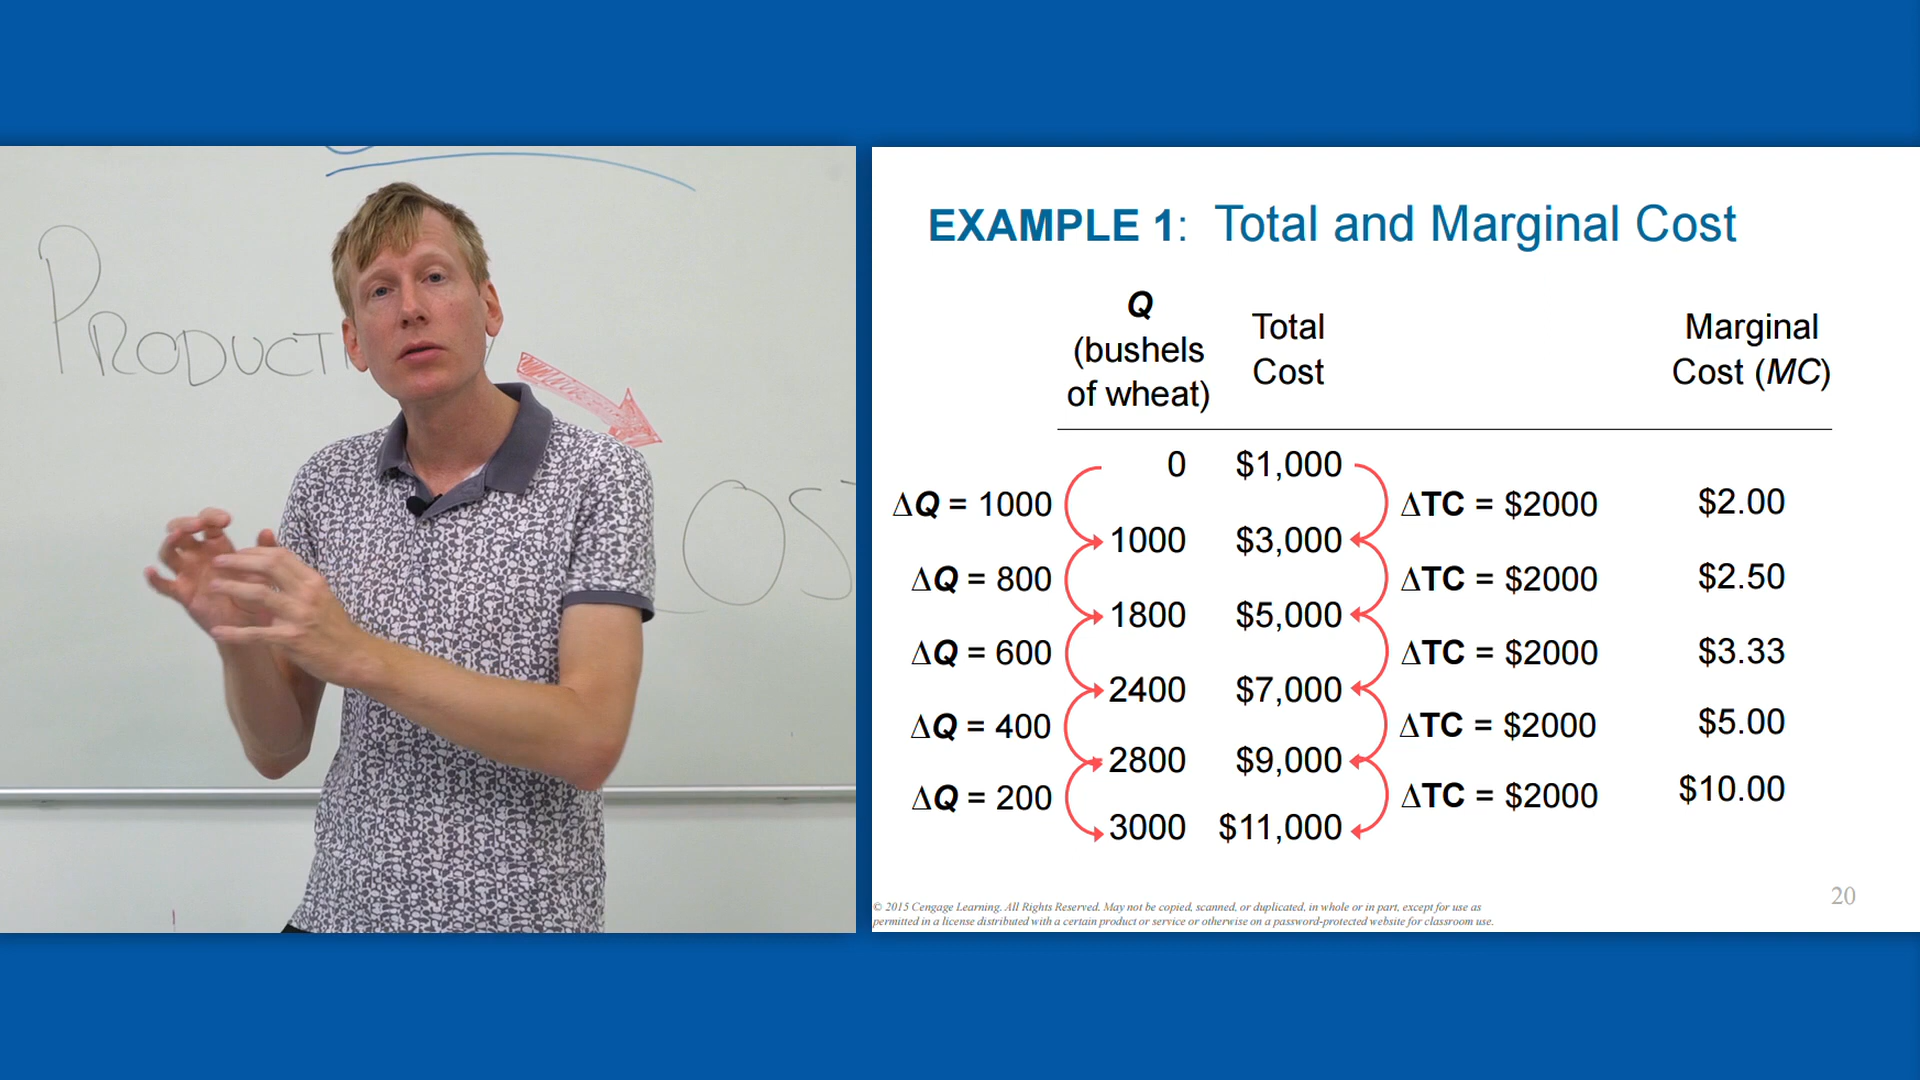 PRODUCTI
OS
EXAMPLE 1: Total and Marginal Cost
Q
(bushels
of wheat)
Total
Cost
Marginal
Cost (MC)
0 $1,000
ΔQ = 1000 ΔTC = $2000 $2.00
1000 $3,000
ΔQ = 800 ΔTC = $2000 $2.50
1800 $5,000
ΔQ = 600 ΔTC = $2000 $3.33
2400 $7,000
ΔQ = 400 ΔTC = $2000 $5.00
2800 $9,000
ΔQ = 200 ΔTC = $2000 $10.00
3000 $11,000
20
© 2015 Cengage Learning. All Rights Reserved. May not be copied, scanned, or duplicated, in whole or in part, except for use as
permitted in a license distributed with a certain product or service or otherwise on a password-protected website for classroom use.